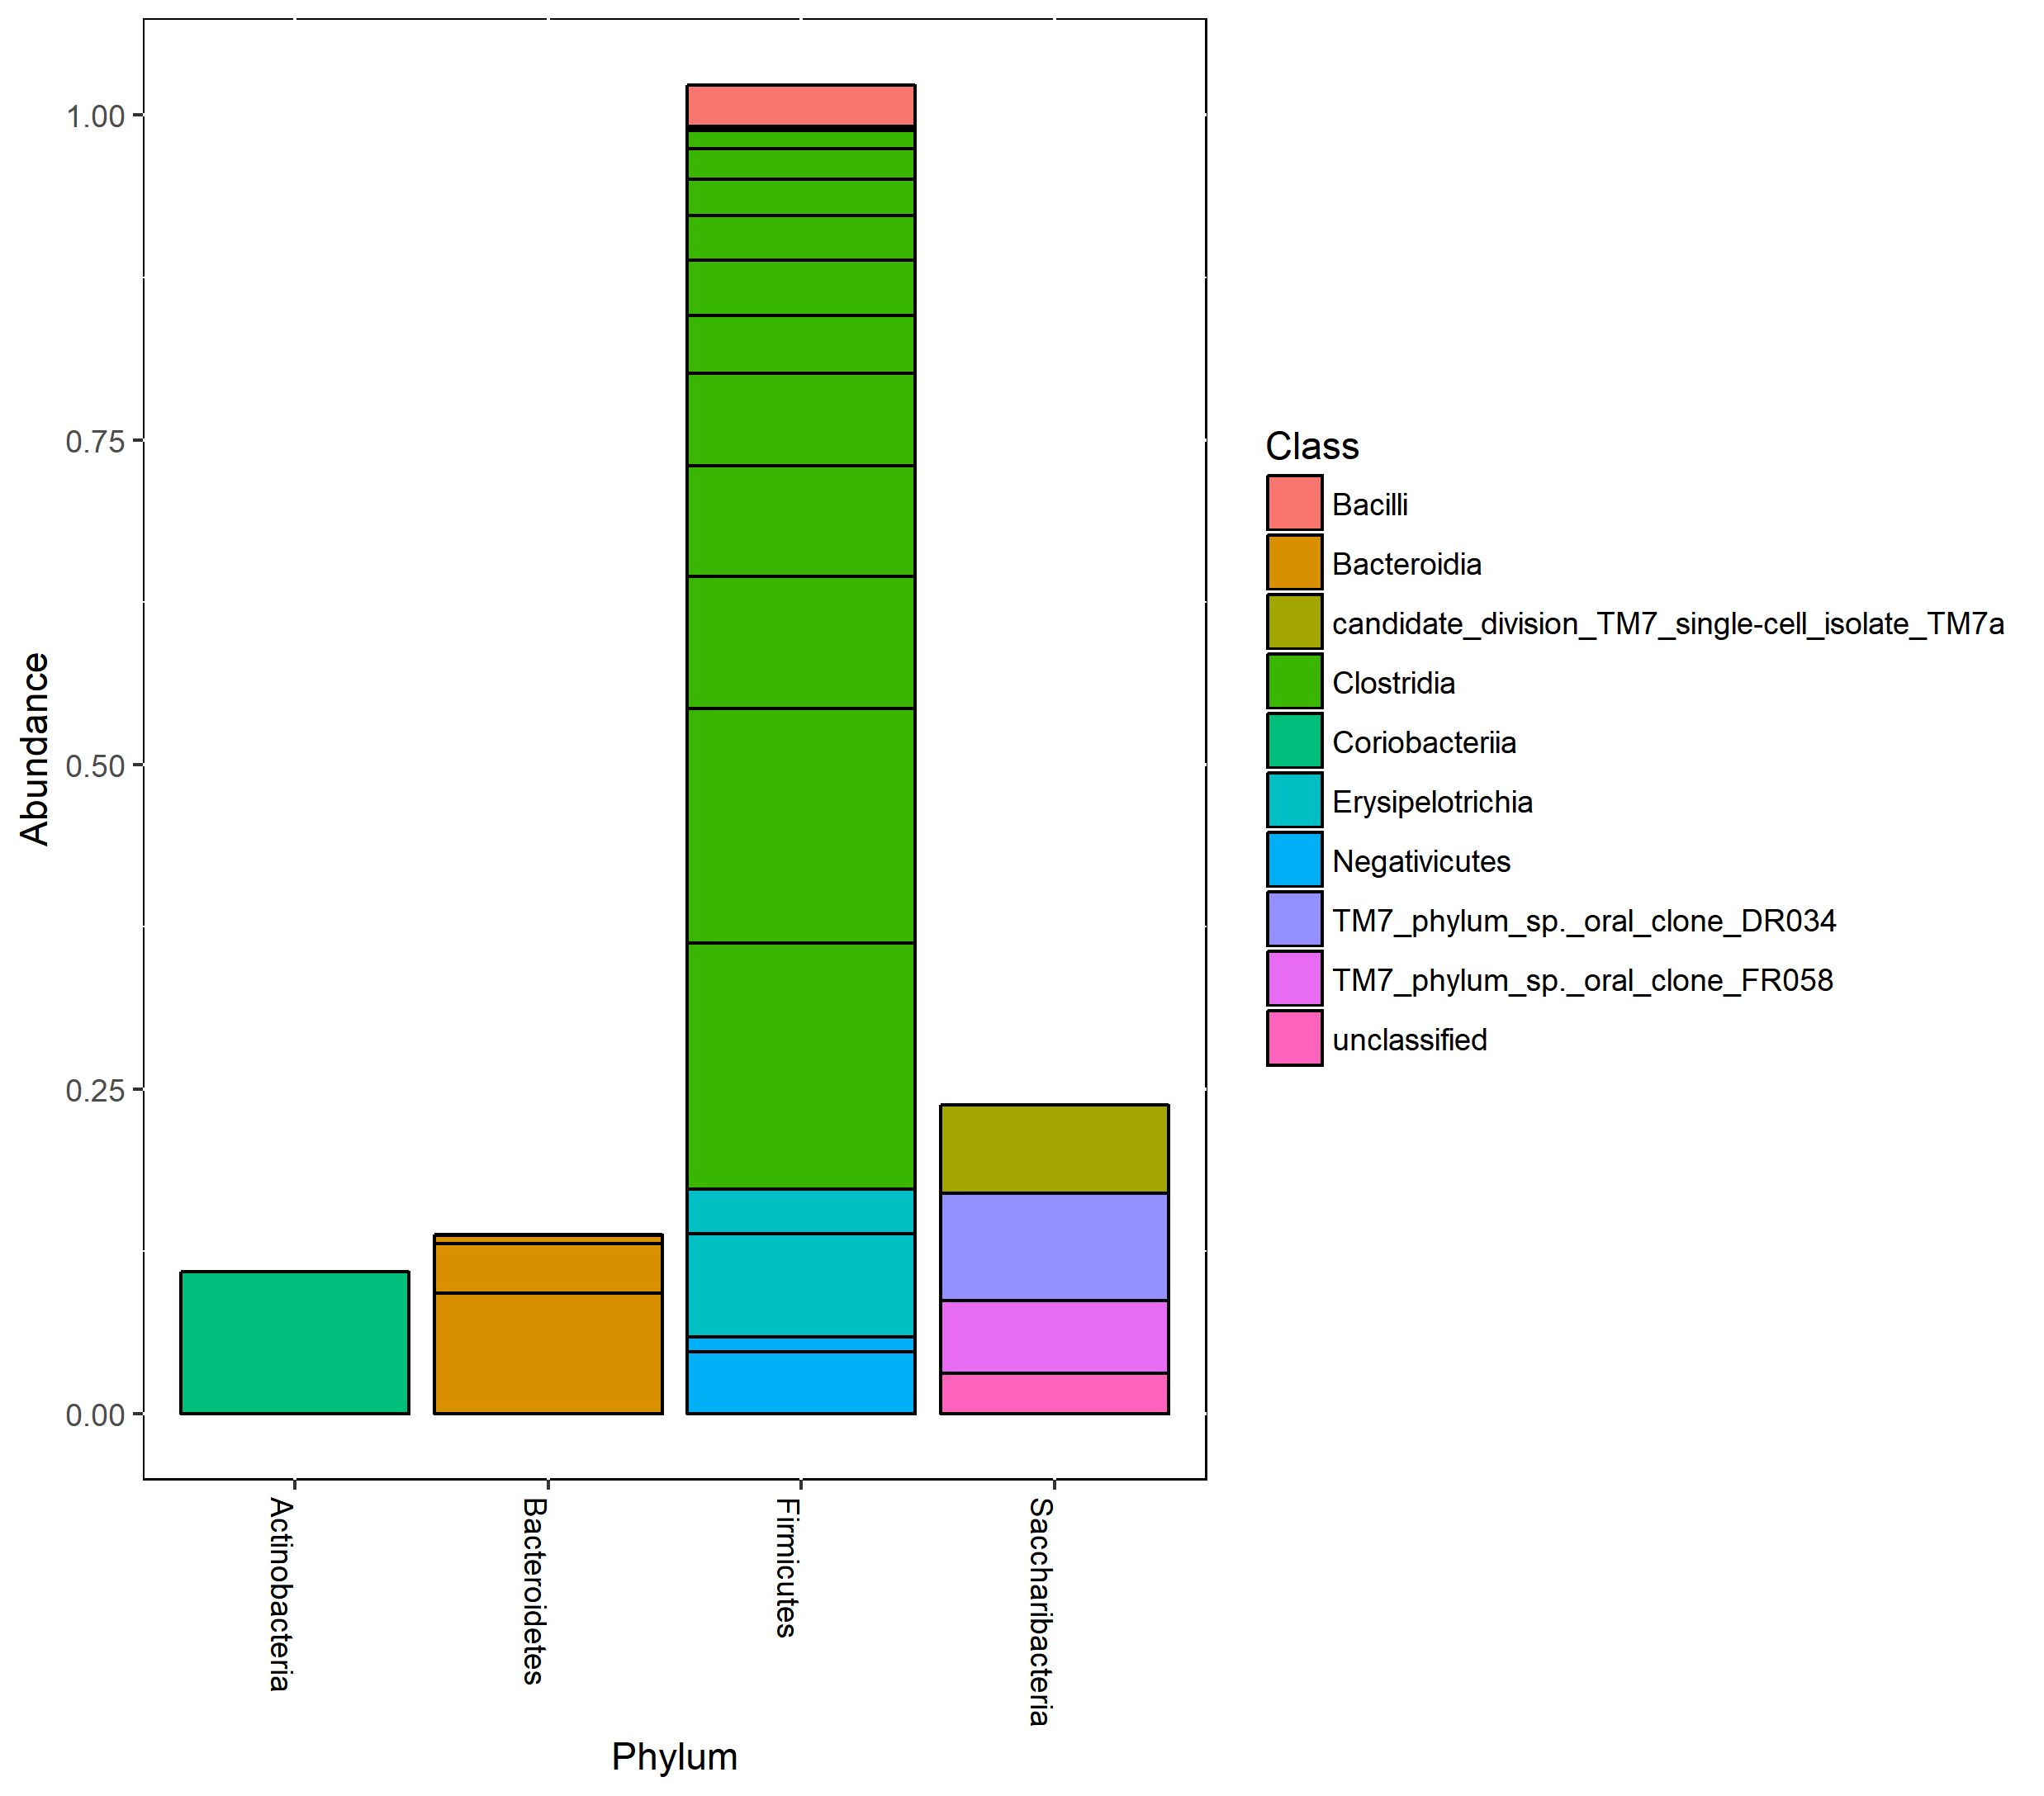 1.00
0.75
0.50
0.25
0.00
Abundance
Actinobacteria
Bacteroidetes
Firmicutes
Saccharibacteria
Phylum
Class
Bacilli
Bacteroidia
candidate_division_TM7_single-cell_isolate_TM7a
Clostridia
Coriobacteriia
Erysipelotrichia
Negativicutes
TM7_phylum_sp._oral_clone_DR034
TM7_phylum_sp._oral_clone_FR058
unclassified